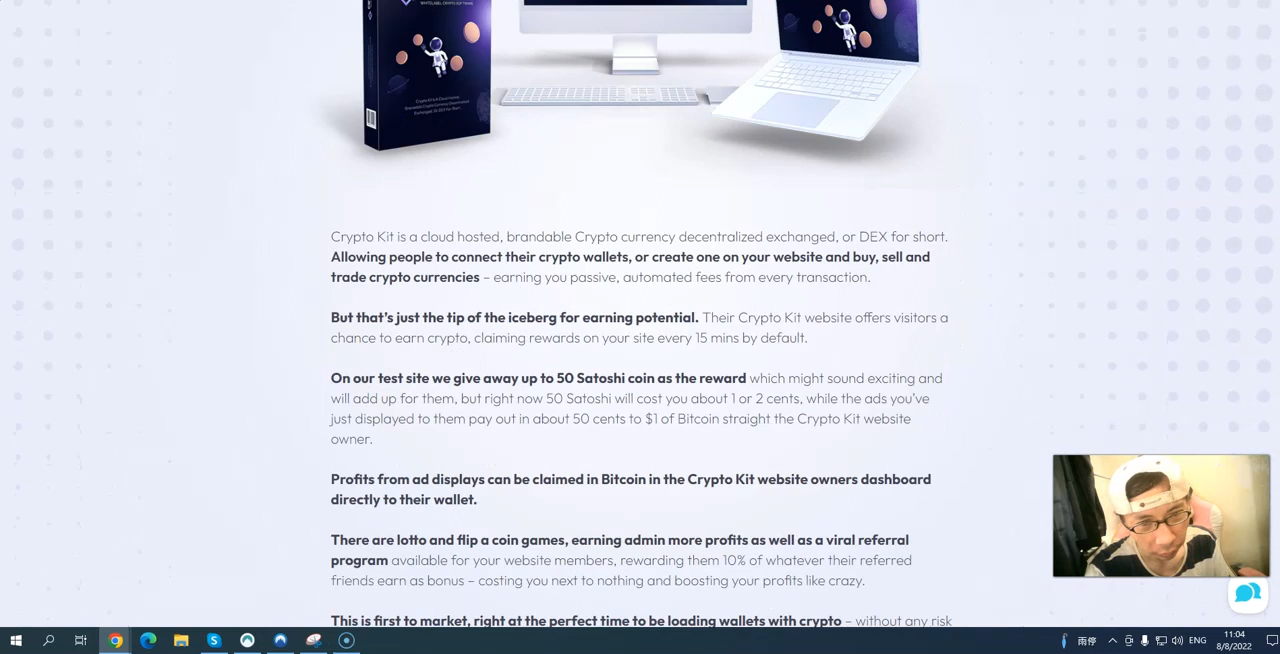 WHITELABEL CRYPTO SOFTWARE
Crypto Kit is a cloud hosted, brandable Crypto currency decentralized exchanged, or DEX for short.
Allowing people to connect their crypto wallets, or create one on your website and buy, sell and
trade crypto currencies – earning you passive, automated fees from every transaction.
But that's just the tip of the iceberg for earning potential. Their Crypto Kit website offers visitors a
chance to earn crypto, claiming rewards on your site every 15 mins by default.
On our test site we give away up to 50 Satoshi coin as the reward which might sound exciting and
will add up for them, but right now 50 Satoshi will cost you about 1 or 2 cents, while the ads you've
just displayed to them pay out in about 50 cents to $1 of Bitcoin straight the Crypto Kit website
owner.
Profits from ad displays can be claimed in Bitcoin in the Crypto Kit website owners dashboard
directly to their wallet.
There are lotto and flip a coin games, earning admin more profits as well as a viral referral
program available for your website members, rewarding them 10% of whatever their referred
friends earn as bonus – costing you next to nothing and boosting your profits like crazy.
This is first to market, right at the perfect time to be loading wallets with crypto – without any risk
雨停
ENG
11:04
8/8/2022